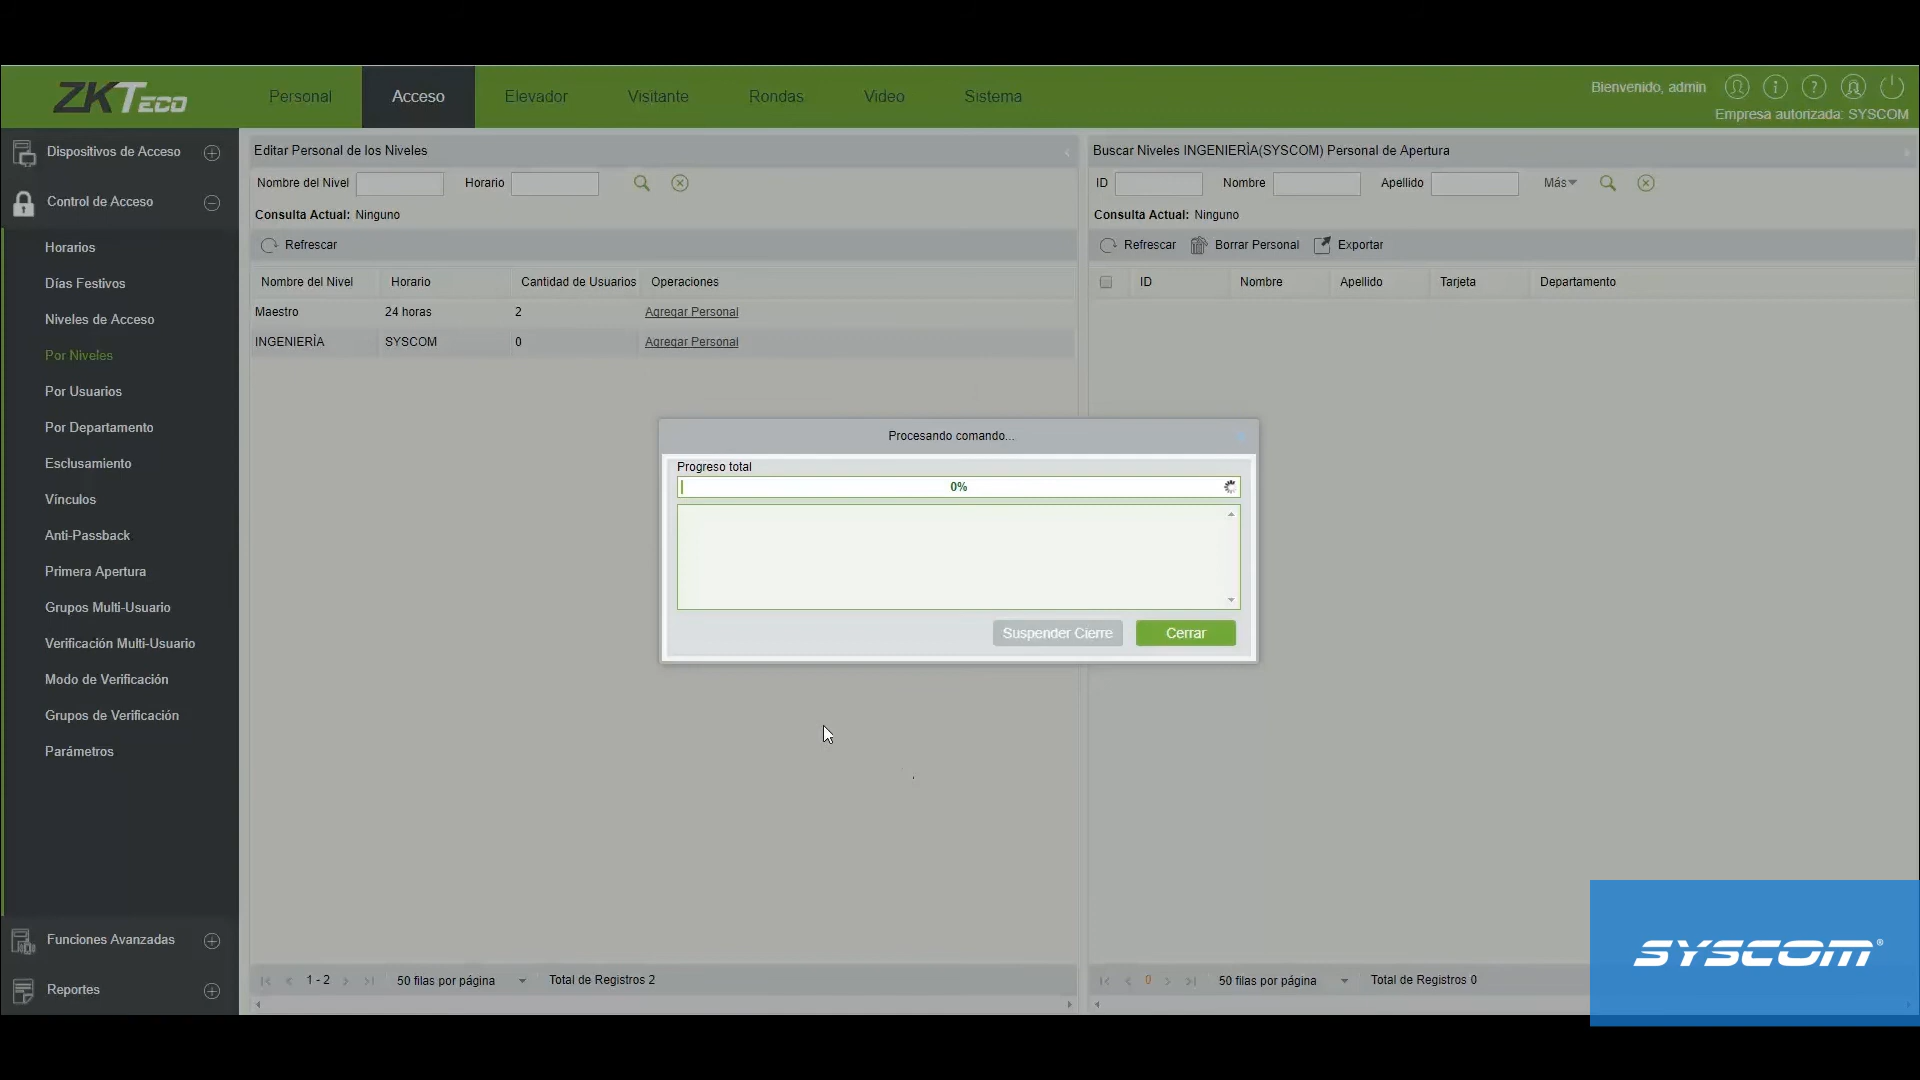 ZKTECO
Personal
Acceso
Elevador
Visitante
Rondas
Video
Sistema
Bienvenido, admin
Empresa autorizada: SYSCOM
Dispositivos de Acceso
Control de Acceso
Horarios
Días Festivos
Niveles de Acceso
Por Niveles
Por Usuarios
Por Departamento
Esclusamiento
Vínculos
Anti-Passback
Primera Apertura
Grupos Multi-Usuario
Verificación Multi-Usuario
Modo de Verificación
Grupos de Verificación
Parámetros
Funciones Avanzadas
Reportes
Editar Personal de los Niveles
Nombre del Nivel Horario
Consulta Actual: Ninguno
Refrescar
Nombre del Nivel Horario Cantidad de Usuarios Operaciones
Maestro 24 horas 2 Agregar Personal
INGENIERÌA SYSCOM 0 Agregar Personal
1 - 2 50 filas por página Total de Registros 2
Buscar Niveles INGENIERÌA(SYSCOM) Personal de Apertura
ID Nombre Apellido Más
Consulta Actual: Ninguno
Refrescar Borrar Personal Exportar
ID Nombre Apellido Tarjeta Departamento
0 50 filas por página Total de Registros 0
Procesando comando...
Progreso total
0%
Suspender Cierre Cerrar
SYSCOM®